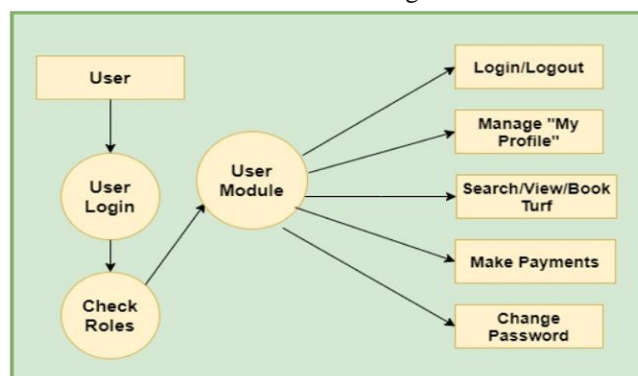 User
User
Login
Check
Roles
User
Module
Login/Logout
Manage "My
Profile"
Search/View/Book
Turf
Make Payments
Change
Password